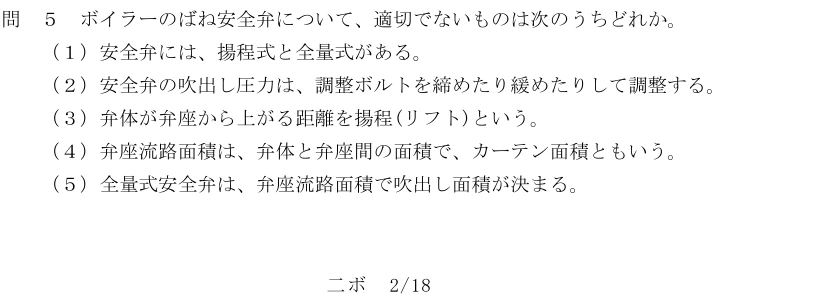 問　５　ボイラーのばね安全弁について、適切でないものは次のうちどれか。
（１）安全弁には、揚程式と全量式がある。
（２）安全弁の吹出し圧力は、調整ボルトを締めたり緩めたりして調整する。
（３）弁体が弁座から上がる距離を揚程(リフト)という。
（４）弁座流路面積は、弁体と弁座間の面積で、カーテン面積ともいう。
（５）全量式安全弁は、弁座流路面積で吹出し面積が決まる。
二ボ　2/18